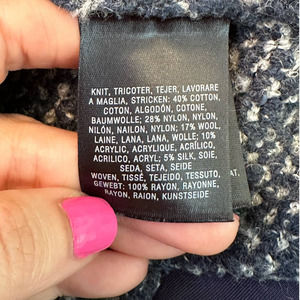 KNIT, TRICOTER, TEJER, LAVORARE
A MAGLIA, STRICKEN: 40% COTTON,
COTON, ALGODÓN, COTONE,
BAUMWOLLE; 28% NYLON, NYLON,
NILÓN, NAILON, NYLON; 17% WOOL,
LAINE, LANA, LANA, WOLLE; 10%
ACRYLIC, ACRYLIQUE, ACRÍLICO,
ACRILICO, ACRYL; 5% SILK, SOIE,
SEDA, SETA, SEIDE
WOVEN, TISSÉ, TEJIDO, TESSUTO,
GEWEBT: 100% RAYON, RAYONNE,
RAYON, RAION, KUNSTSEIDE
AT.